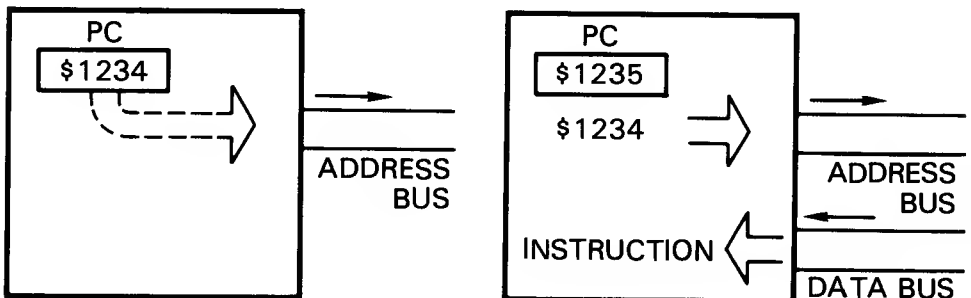 PC
$1234
ADDRESS
BUS
PC
$1235
$1234
ADDRESS
BUS
INSTRUCTION
DATA BUS